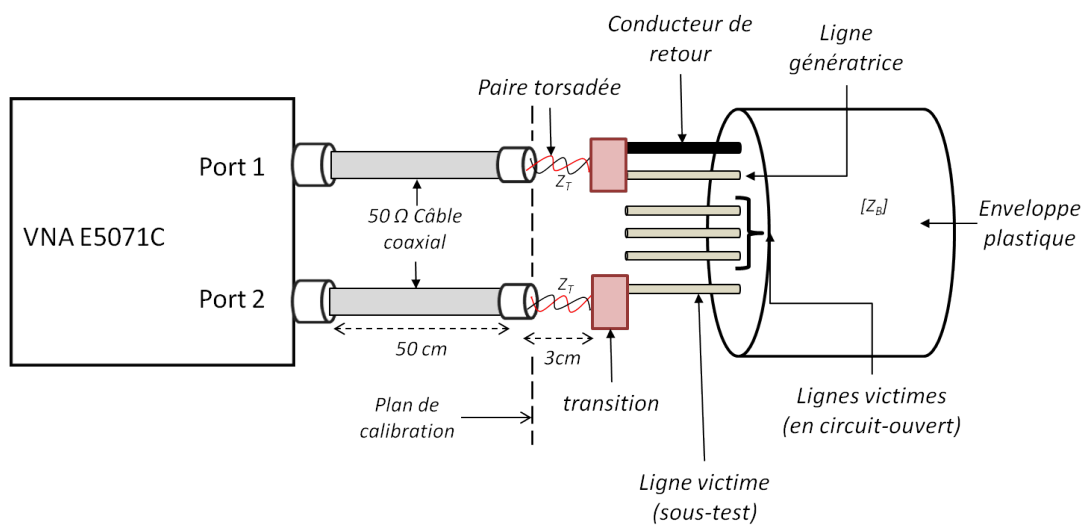 Conducteur de
retour
Ligne
génératrice
Paire torsadée
Port 1
Z_T
50 Ω Câble
coaxial
VNA E5071C
[Z_B]
Enveloppe
plastique
Port 2
Z_T
50 cm
3cm
Plan de
calibration
transition
Lignes victimes
(en circuit-ouvert)
Ligne victime
(sous-test)